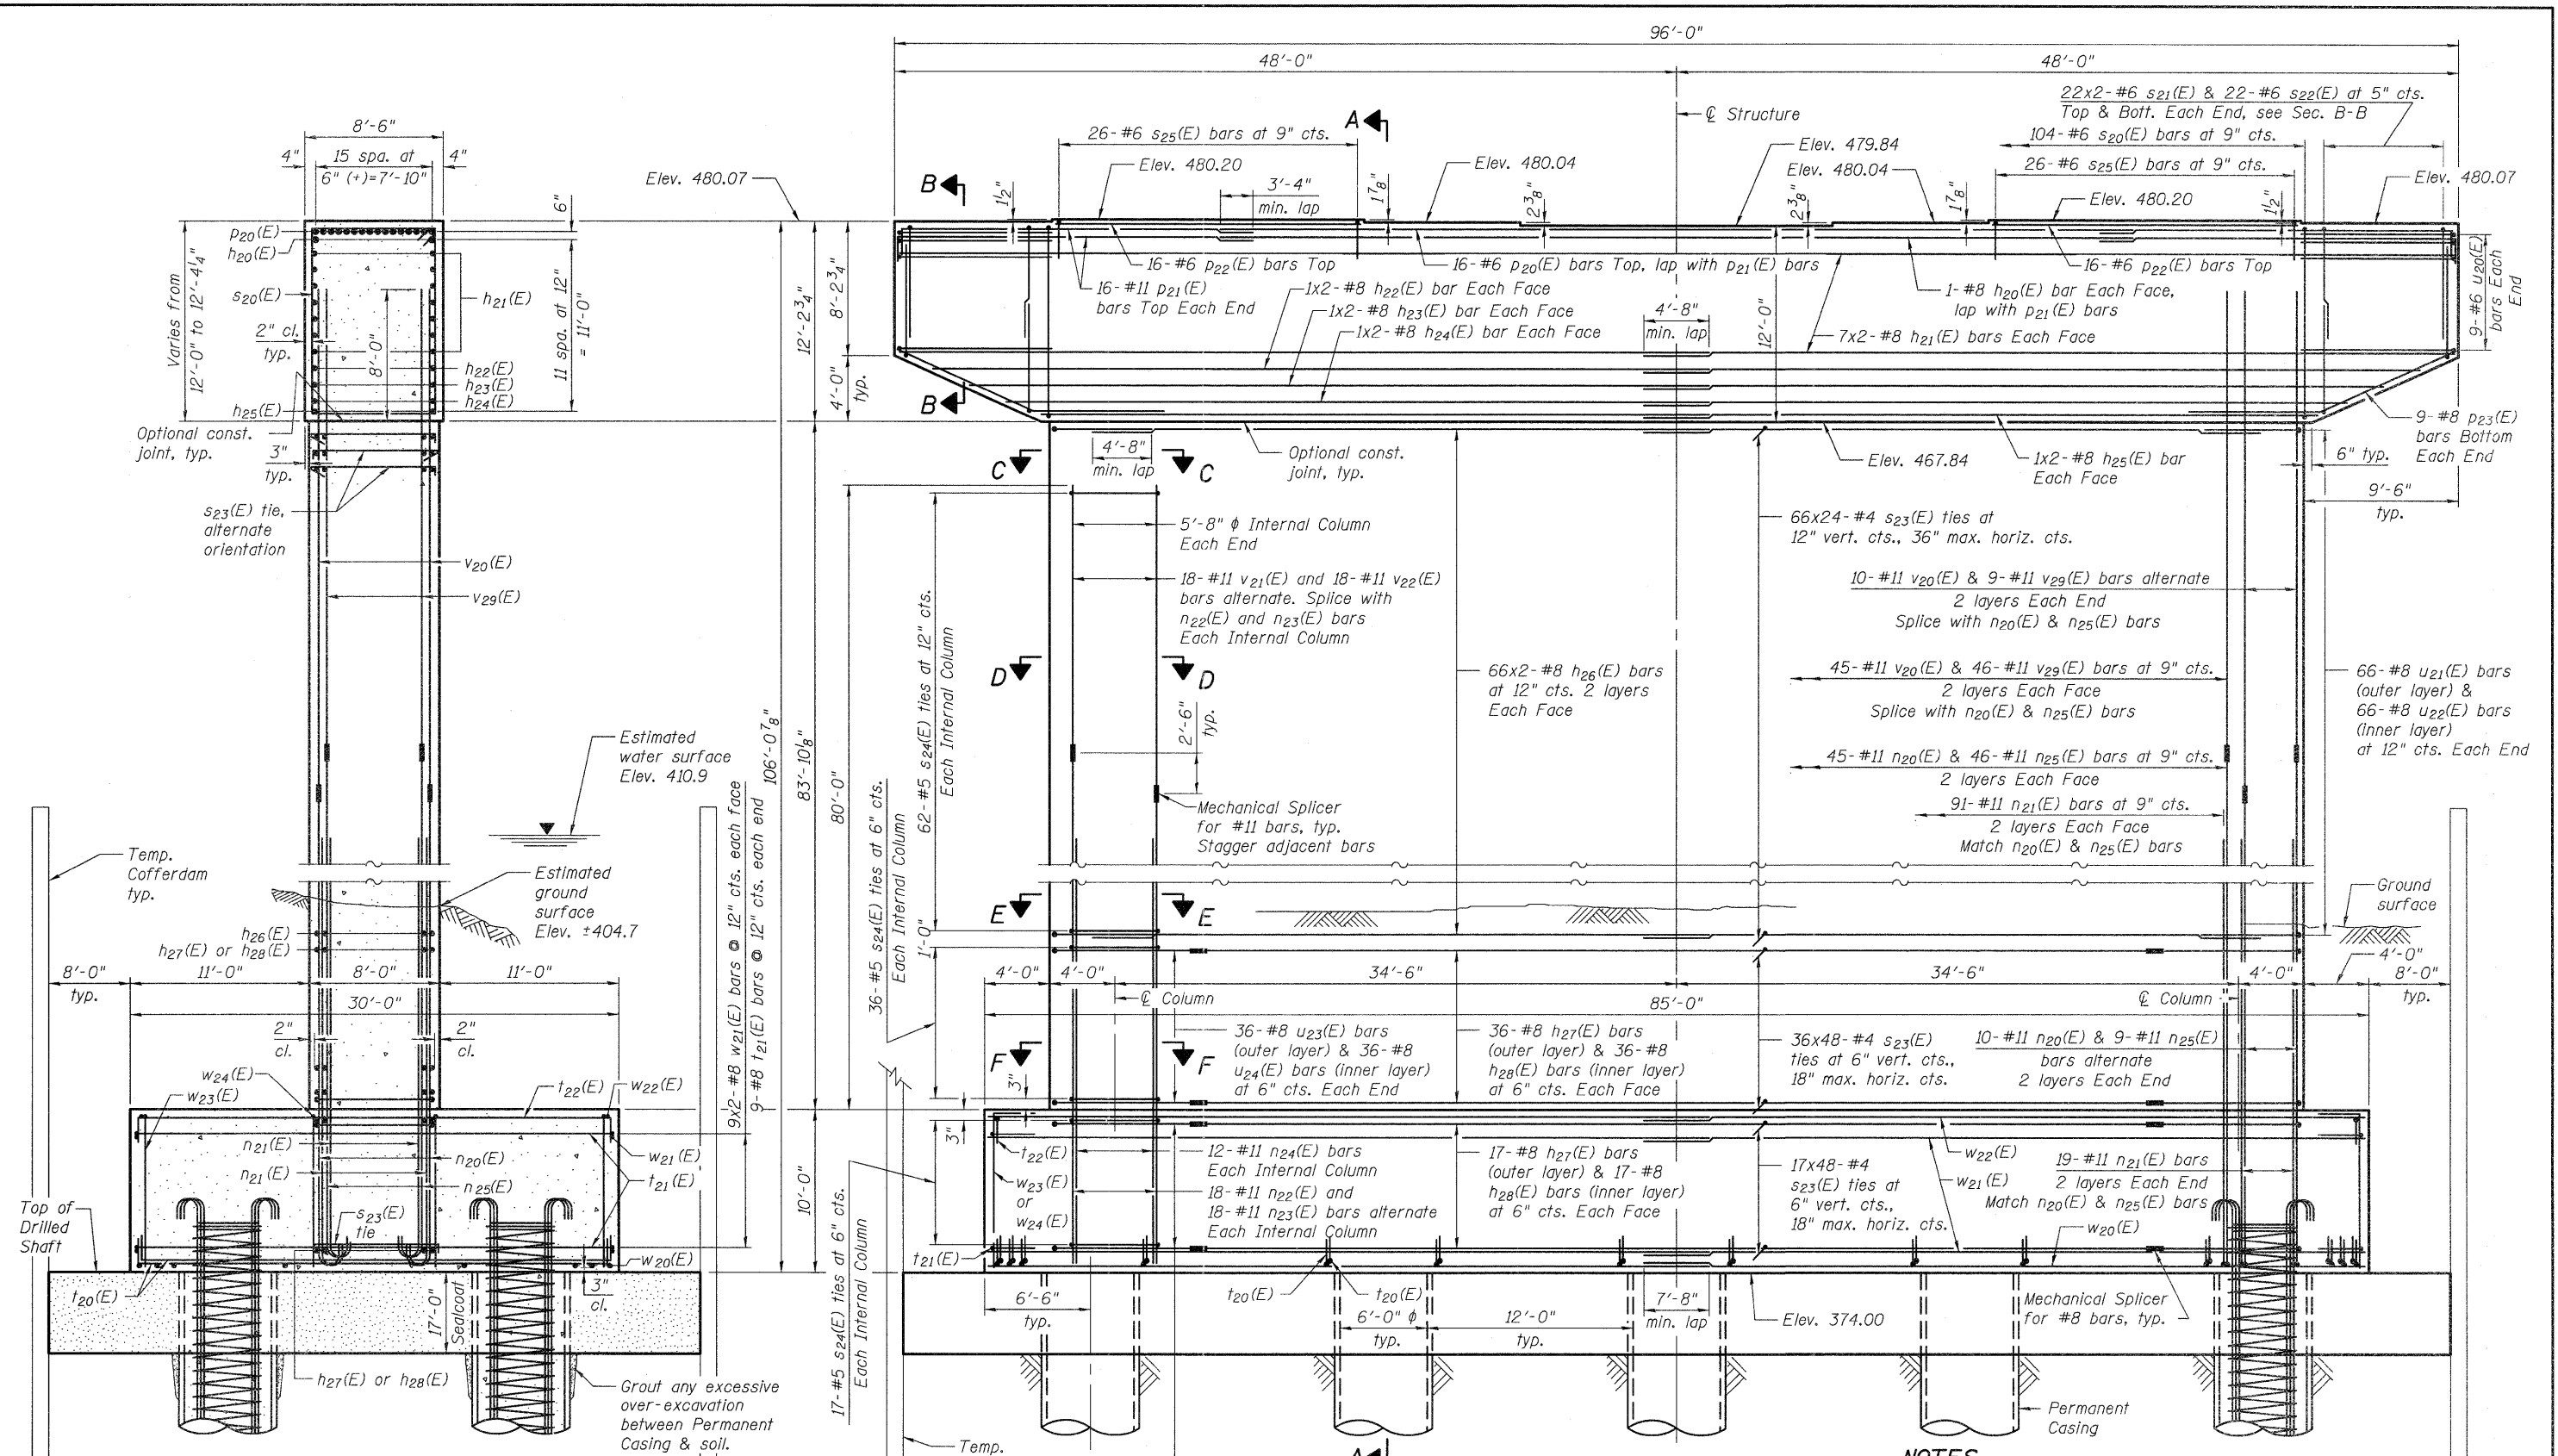 96'-0"
48'-0"
48'-0"
8'-6"
4"
15 spa. at
6" (+)=7'-10"
4"
Elev. 480.07
6"
p20(E)
h20(E)
s20(E)
h21(E)
2" cl.
typ.
8'-0"
11 spa. at 12"
= 11'-0"
Varies from
12'-0" to 12'-4¼"
h22(E)
h23(E)
h24(E)
h25(E)
Optional const.
joint, typ.
3"
typ.
s23(E) tie,
alternate
orientation
v20(E)
v29(E)
Estimated
water surface
Elev. 410.9
Temp.
Cofferdam
typ.
Estimated
ground
surface
Elev. ±404.7
h26(E)
h27(E) or h28(E)
8'-0"
typ.
11'-0"
8'-0"
11'-0"
30'-0"
2"
cl.
2"
cl.
w24(E)
w23(E)
t22(E)
w22(E)
n21(E)
n20(E)
n21(E)
n25(E)
w21(E)
t21(E)
s23(E)
tie
Top of
Drilled
Shaft
w20(E)
t20(E)
3"
cl.
17'-0"
Sealcoat
h27(E) or h28(E)
Grout any excessive
over-excavation
between Permanent
Casing & soil.
9x2-#8 w21(E) bars @ 12" cts. each face
9-#8 t21(E) bars @ 12" cts. each end
106'-0⅞"
12'-2¾"
83'-10⅛"
10'-0"
8'-2¾"
4'-0"
typ.
80'-0"
36-#5 s24(E) ties at 6" cts.
Each Internal Column
62-#5 s24(E) ties at 12" cts.
Each Internal Column
1'-0"
17-#5 s24(E) ties at 6" cts.
Each Internal Column
A
B
B
26-#6 s25(E) bars at 9" cts.
Elev. 480.20
1½"
3'-4"
min. lap
1⅞"
Elev. 480.04
2⅜"
℄ Structure
Elev. 479.84
Elev. 480.04
2⅜"
1⅞"
22x2-#6 s21(E) & 22-#6 s22(E) at 5" cts.
Top & Bott. Each End, see Sec. B-B
104-#6 s20(E) bars at 9" cts.
26-#6 s25(E) bars at 9" cts.
Elev. 480.20
1½"
Elev. 480.07
16-#6 p22(E) bars Top
16-#6 p20(E) bars Top, lap with p21(E) bars
16-#6 p22(E) bars Top
16-#11 p21(E)
bars Top Each End
1x2-#8 h22(E) bar Each Face
1x2-#8 h23(E) bar Each Face
1x2-#8 h24(E) bar Each Face
4'-8"
min. lap
12'-0"
1-#8 h20(E) bar Each Face,
lap with p21(E) bars
7x2-#8 h21(E) bars Each Face
9-#6 u20(E)
bars Each
End
9-#8 p23(E)
bars Bottom
Each End
6" typ.
9'-6"
typ.
C
4'-8"
min. lap
C
Optional const.
joint, typ.
Elev. 467.84
1x2-#8 h25(E) bar
Each Face
5'-8" ϕ Internal Column
Each End
66x24-#4 s23(E) ties at
12" vert. cts., 36" max. horiz. cts.
18-#11 v21(E) and 18-#11 v22(E)
bars alternate. Splice with
n22(E) and n23(E) bars
Each Internal Column
10-#11 v20(E) & 9-#11 v29(E) bars alternate
2 layers Each End
Splice with n20(E) & n25(E) bars
D
D
66x2-#8 h26(E) bars
at 12" cts. 2 layers
Each Face
45-#11 v20(E) & 46-#11 v29(E) bars at 9" cts.
2 layers Each Face
Splice with n20(E) & n25(E) bars
66-#8 u21(E) bars
(outer layer) &
66-#8 u22(E) bars
(inner layer)
at 12" cts. Each End
2'-6"
typ.
45-#11 n20(E) & 46-#11 n25(E) bars at 9" cts.
2 layers Each Face
Mechanical Splicer
for #11 bars, typ.
Stagger adjacent bars
91-#11 n21(E) bars at 9" cts.
2 layers Each Face
Match n20(E) & n25(E) bars
E
E
Ground
surface
4'-0"
4'-0"
34'-6"
34'-6"
4'-0"
4'-0"
8'-0"
typ.
℄ Column
85'-0"
℄ Column
F
F
36-#8 u23(E) bars
(outer layer) & 36-#8
u24(E) bars (inner layer)
at 6" cts. Each End
36-#8 h27(E) bars
(outer layer) & 36-#8
h28(E) bars (inner layer)
at 6" cts. Each Face
36x48-#4 s23(E)
ties at 6" vert. cts.,
18" max. horiz. cts.
10-#11 n20(E) & 9-#11 n25(E)
bars alternate
2 layers Each End
3"
3"
t22(E)
w23(E)
or
w24(E)
12-#11 n24(E) bars
Each Internal Column
18-#11 n22(E) and
18-#11 n23(E) bars alternate
Each Internal Column
17-#8 h27(E) bars
(outer layer) & 17-#8
h28(E) bars (inner layer)
at 6" cts. Each Face
17x48-#4
s23(E) ties at
6" vert. cts.,
18" max. horiz. cts.
w22(E)
w21(E)
19-#11 n21(E) bars
2 layers Each End
Match n20(E) & n25(E) bars
w20(E)
t21(E)
6'-6"
typ.
t20(E)
t20(E)
6'-0" ϕ
typ.
12'-0"
typ.
7'-8"
min. lap
Elev. 374.00
Mechanical Splicer
for #8 bars, typ.
Permanent
Casing
Temp.
A
NOTES